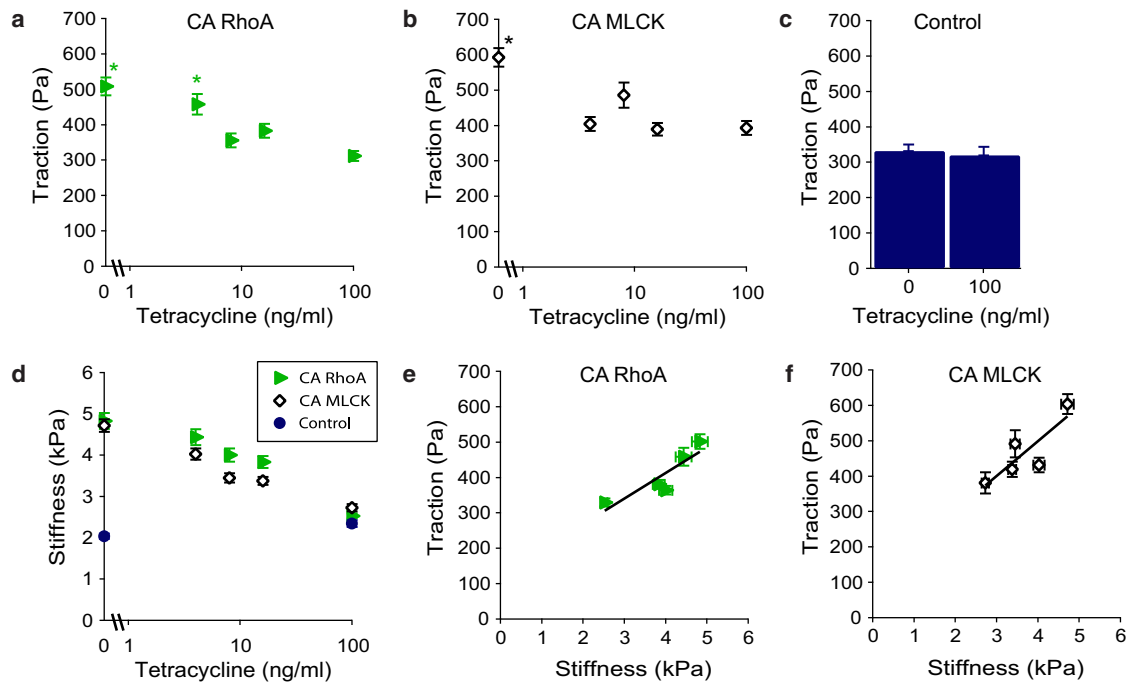 a
CA RhoA
*
*
Traction (Pa)
700
600
500
400
300
200
100
0
0 1 10 100
Tetracycline (ng/ml)
b
CA MLCK
*
Traction (Pa)
700
600
500
400
300
200
100
0
0 1 10 100
Tetracycline (ng/ml)
c
Control
Traction (Pa)
700
600
500
400
300
200
100
0
0 100
Tetracycline (ng/ml)
d
CA RhoA
CA MLCK
Control
Stiffness (kPa)
6
5
4
3
2
1
0
0 1 10 100
Tetracycline (ng/ml)
e
CA RhoA
Traction (Pa)
700
600
500
400
300
200
100
0
0 1 2 3 4 5 6
Stiffness (kPa)
f
CA MLCK
Traction (Pa)
700
600
500
400
300
200
100
0
0 1 2 3 4 5 6
Stiffness (kPa)